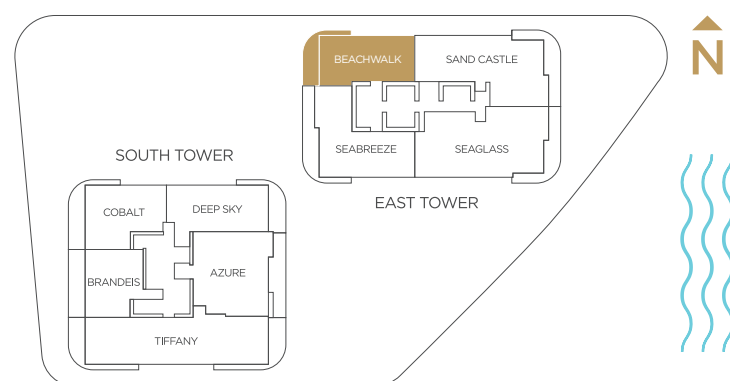 BEACHWALK
SAND CASTLE
N
SEABREEZE
SEAGLASS
SOUTH TOWER
EAST TOWER
COBALT
DEEP SKY
BRANDEIS
AZURE
TIFFANY